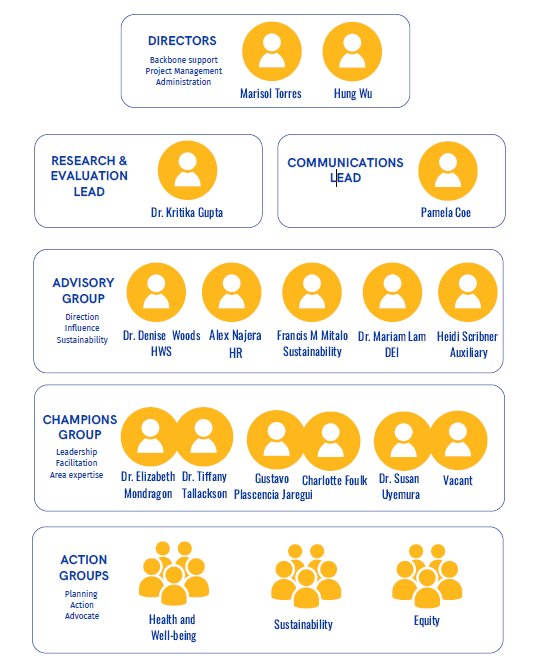 DIRECTORS
Backbone support
Project Management
Administration
Marisol Torres
Hung Wu
RESEARCH &
EVALUATION
LEAD
Dr. Kritika Gupta
COMMUNICATIONS
LEAD
Pamela Coe
ADVISORY
GROUP
Direction
Influence
Sustainability
Dr. Denise Woods
HWS
Alex Najera
HR
Francis M Mitalo
Sustainability
Dr. Mariam Lam
DEI
Heidi Scribner
Auxiliary
CHAMPIONS
GROUP
Leadership
Facilitation
Area expertise
Dr. Elizabeth
Mondragon
Dr. Tiffany
Tallackson
Gustavo
Plascencia Jaregui
Charlotte Foulk
Dr. Susan
Uyemura
Vacant
ACTION
GROUPS
Planning
Action
Advocate
Health and
Well-being
Sustainability
Equity